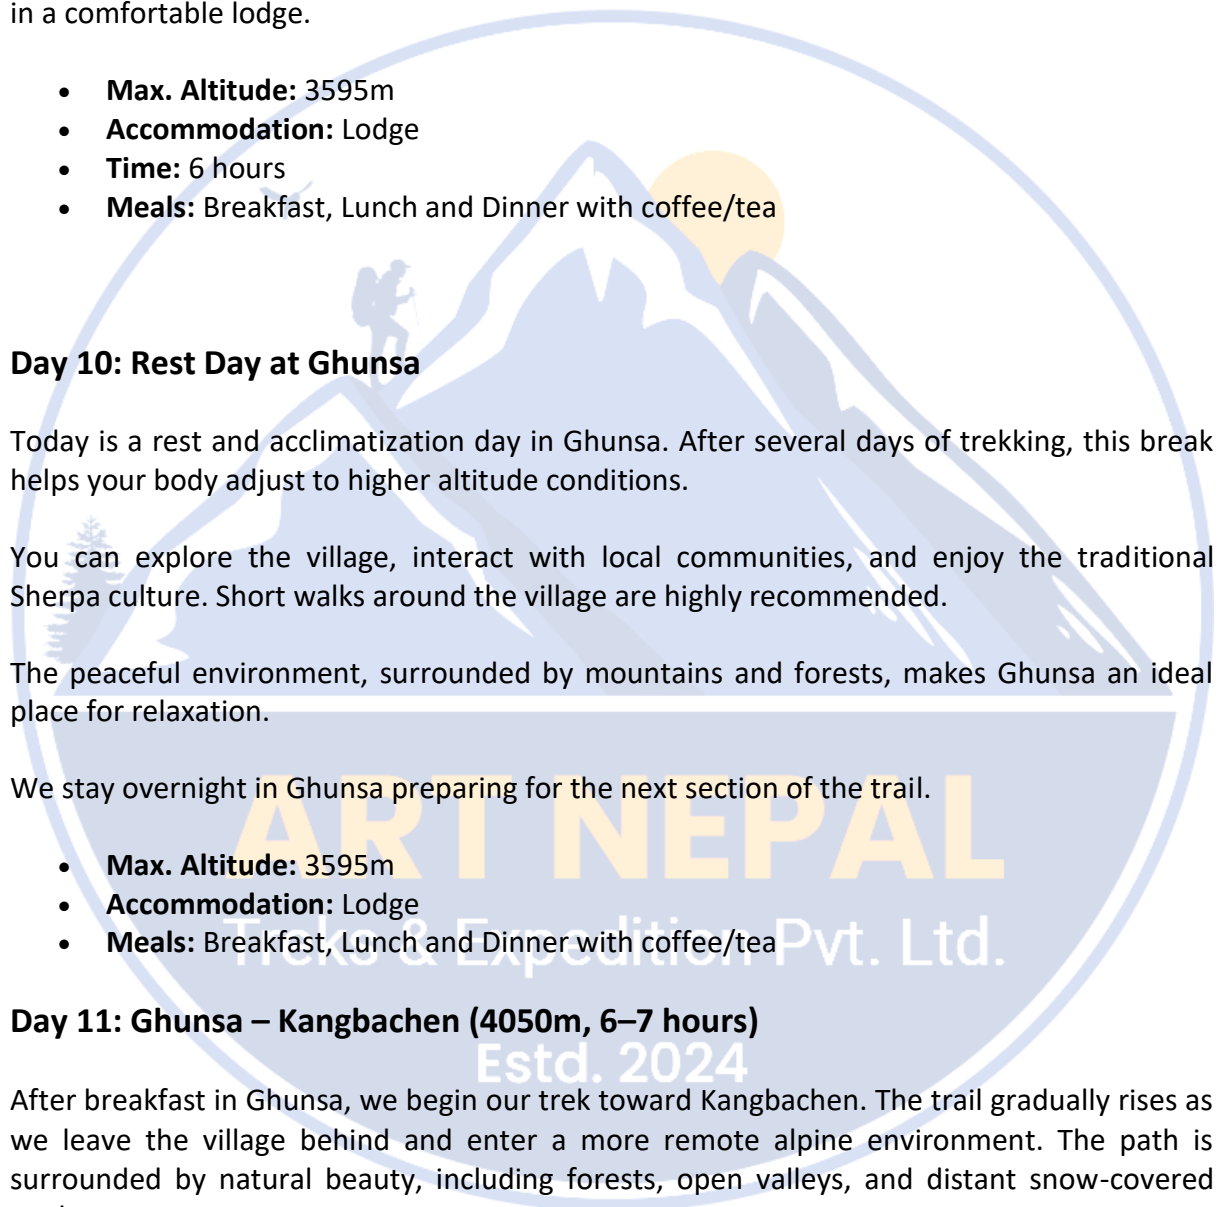 in a comfortable lodge.
• Max. Altitude: 3595m
• Accommodation: Lodge
• Time: 6 hours
• Meals: Breakfast, Lunch and Dinner with coffee/tea
Day 10: Rest Day at Ghunsa
Today is a rest and acclimatization day in Ghunsa. After several days of trekking, this break
helps your body adjust to higher altitude conditions.
You can explore the village, interact with local communities, and enjoy the traditional
Sherpa culture. Short walks around the village are highly recommended.
The peaceful environment, surrounded by mountains and forests, makes Ghunsa an ideal
place for relaxation.
We stay overnight in Ghunsa preparing for the next section of the trail.
ART NEPAL
• Max. Altitude: 3595m
• Accommodation: Lodge
• Meals: Breakfast, Lunch and Dinner with coffee/tea
Treks & Expedition Pvt. Ltd.
Day 11: Ghunsa – Kangbachen (4050m, 6–7 hours)
Estd. 2024
After breakfast in Ghunsa, we begin our trek toward Kangbachen. The trail gradually rises as
we leave the village behind and enter a more remote alpine environment. The path is
surrounded by natural beauty, including forests, open valleys, and distant snow-covered